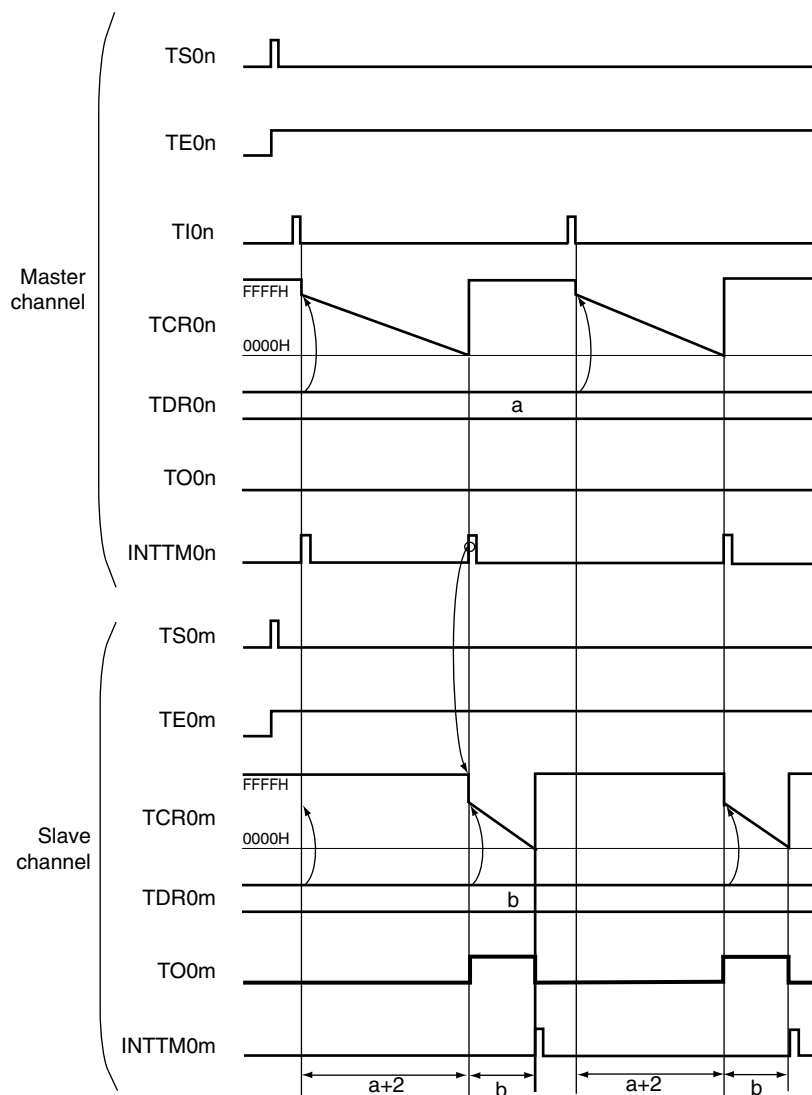 TS0n
TE0n
TI0n
Master
channel
FFFFH
TCR0n
0000H
TDR0n
a
TO0n
INTTM0n
TS0m
TE0m
FFFFH
TCR0m
Slave
channel
0000H
TDR0m
b
TO0m
INTTM0m
a+2
b
a+2
b